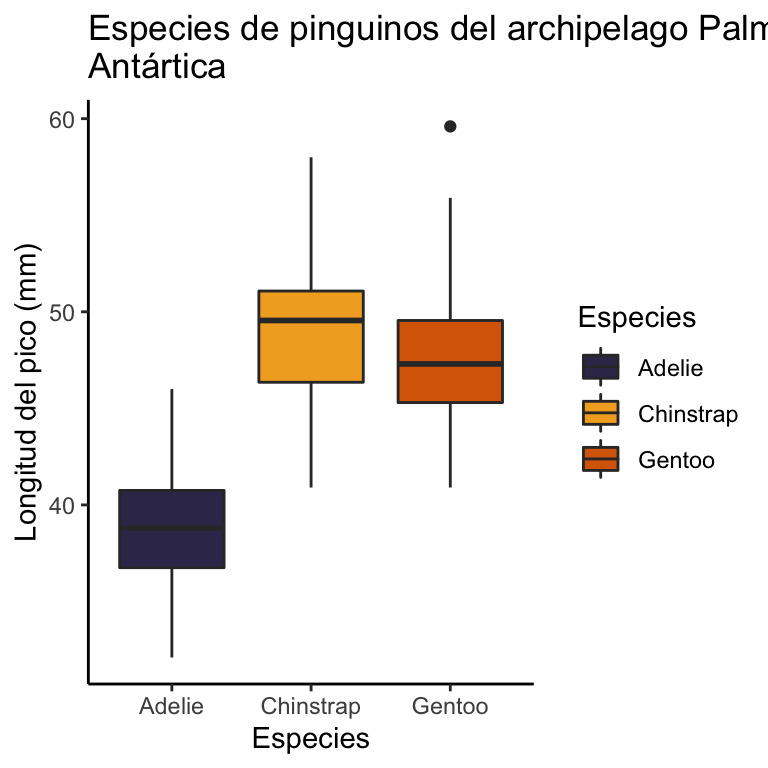 Especies de pinguinos del archipelago Palm
Antártica
60
50
40
Longitud del pico (mm)
Adelie
Chinstrap
Gentoo
Especies
Especies
Adelie
Chinstrap
Gentoo